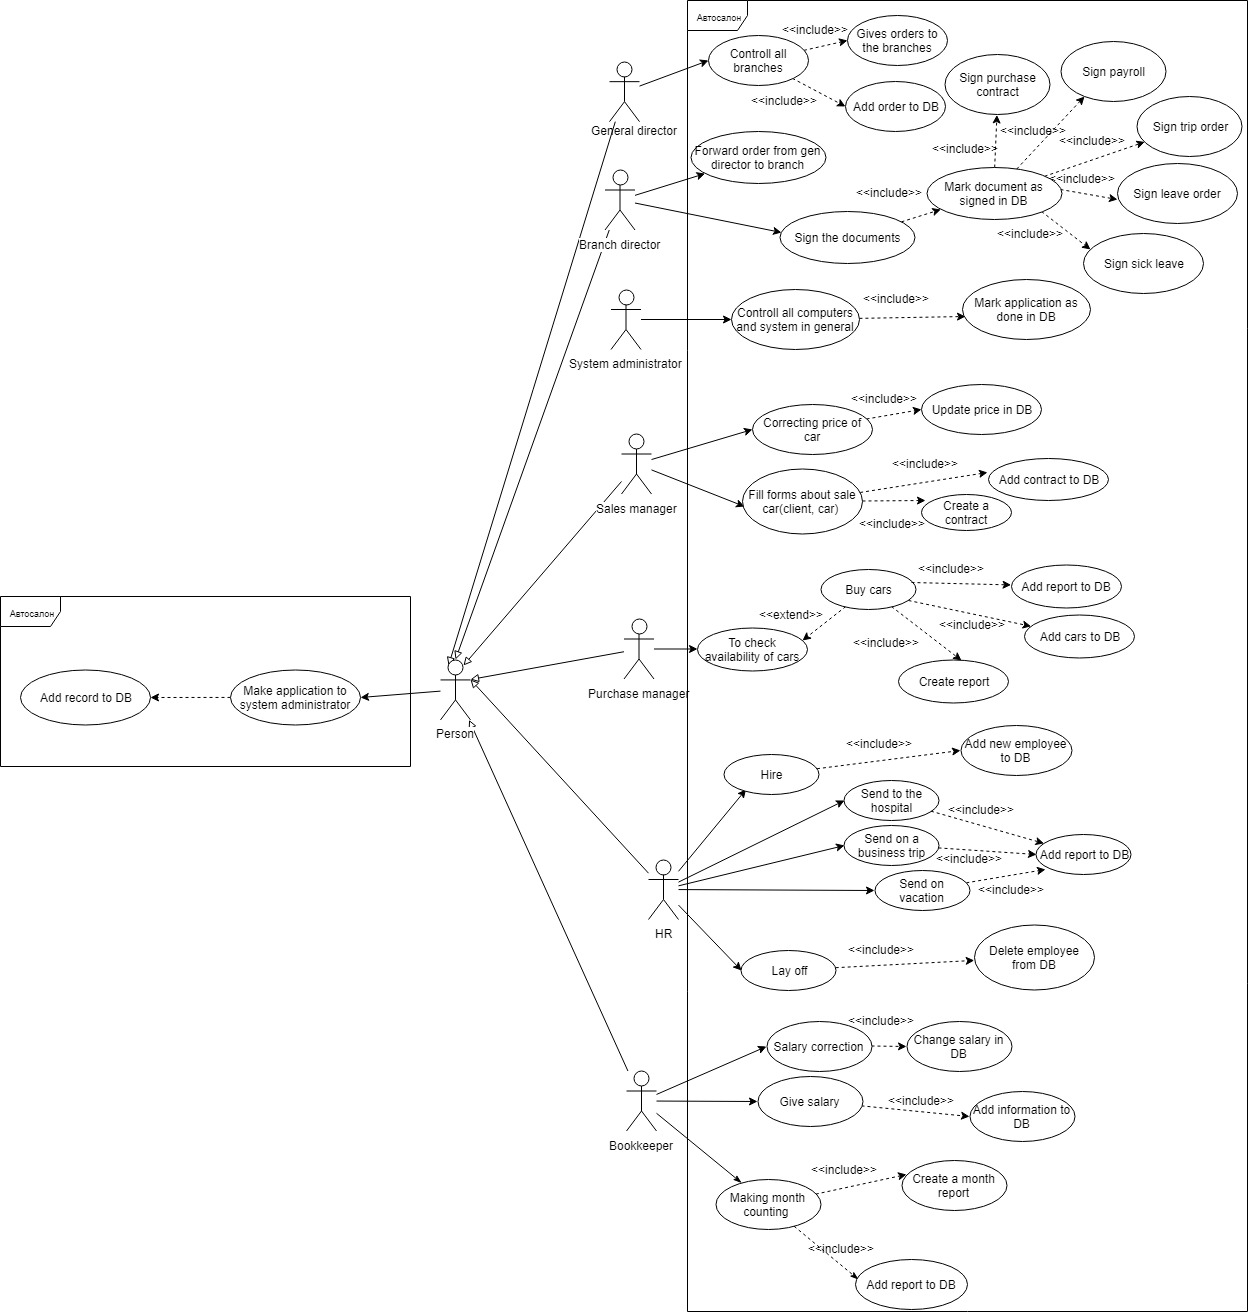 Автосалон
<<include>>
Gives orders to
the branches
Controll all
branches
<<include>>
Add order to DB
General director
Sign purchase
contract
Sign payroll
<<include>>
<<include>>
Sign trip order
<<include>>
Forward order from gen
director to branch
<<include>>
Mark document as
signed in DB
<<include>>
Sign leave order
Branch director
Sign the documents
<<include>>
Sign sick leave
System administrator
Controll all computers
and system in general
<<include>>
Mark application as
done in DB
<<include>>
Correcting price of
car
Update price in DB
Sales manager
Fill forms about sale
car(client, car)
<<include>>
Add contract to DB
<<include>>
Create a
contract
Buy cars
<<include>>
Add report to DB
<<extend>>
<<include>>
Add cars to DB
To check
availability of cars
<<include>>
Create report
Purchase manager
Автосалон
Add record to DB
Make application to
system administrator
Person
Hire
<<include>>
Add new employee
to DB
Send to the
hospital
<<include>>
Send on a
business trip
<<include>>
Add report to DB
Send on
vacation
<<include>>
HR
Lay off
<<include>>
Delete employee
from DB
Salary correction
<<include>>
Change salary in
DB
Give salary
<<include>>
Add information to
DB
Bookkeeper
Making month
counting
<<include>>
Create a month
report
<<include>>
Add report to DB